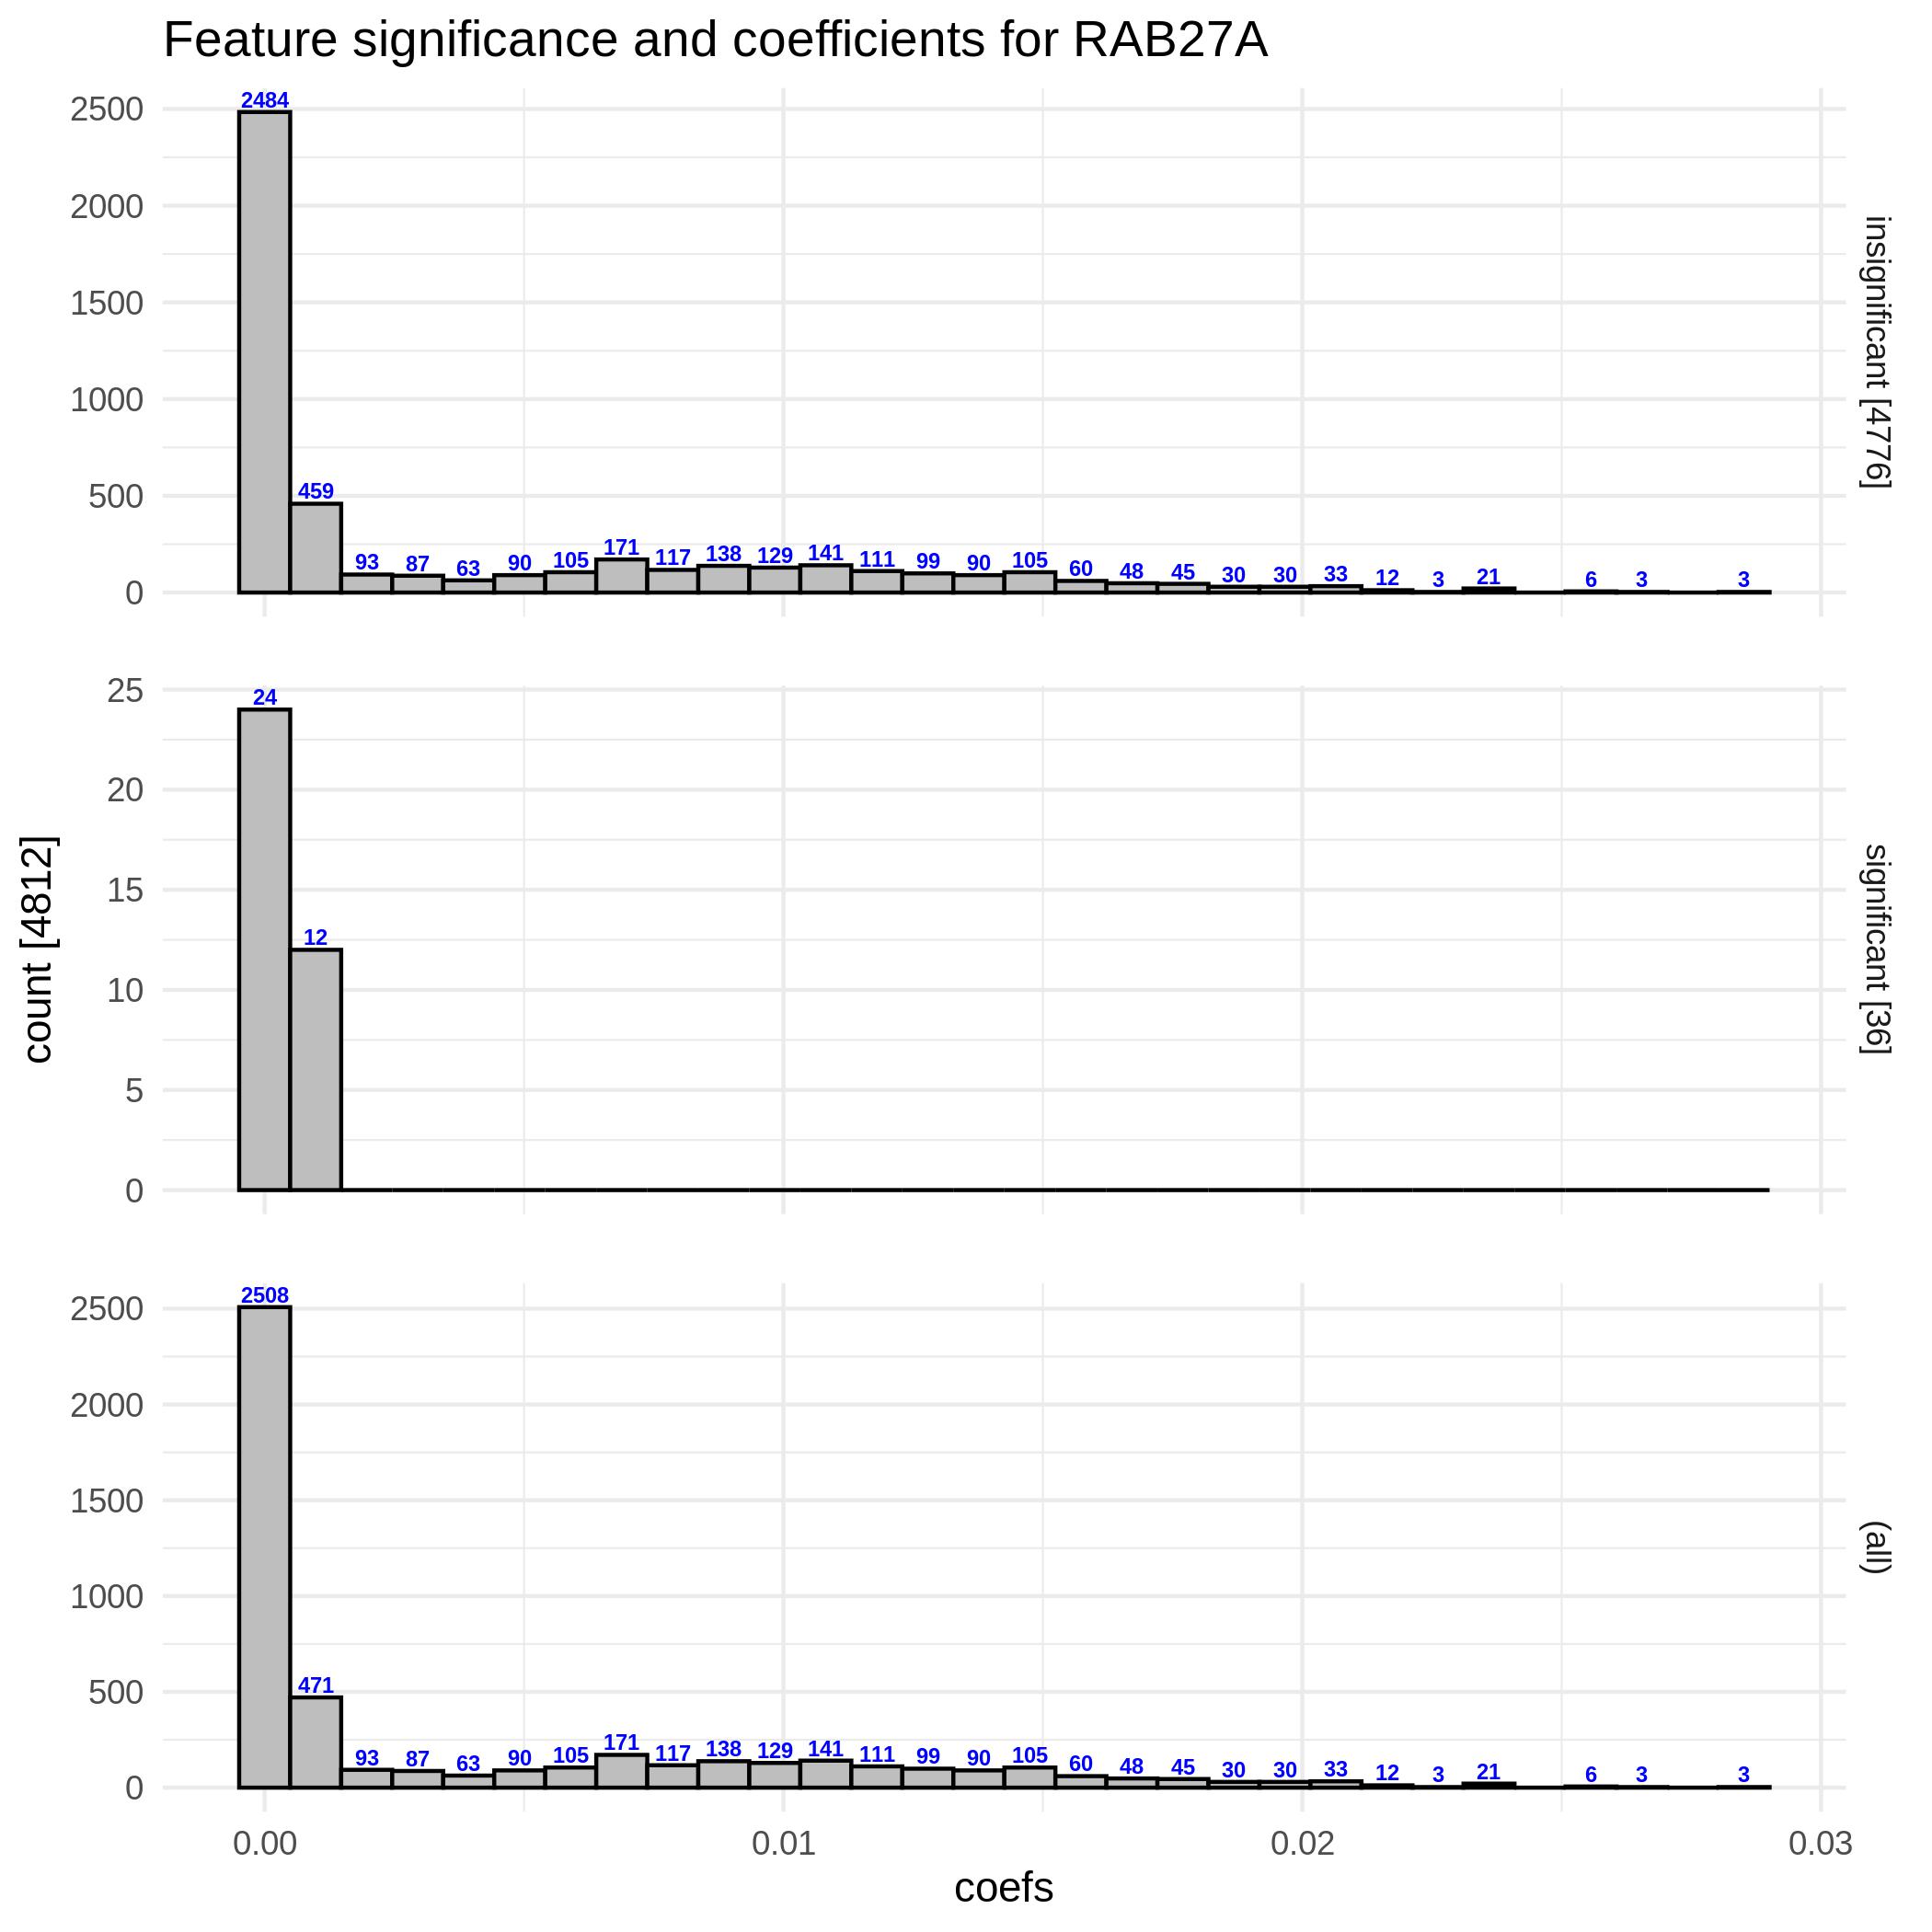 Feature significance and coefficients for RAB27A
2500
2000
1500
1000
500
0
2484
459
93 87 63 90 105 171 117 138 129 141 111 99 90 105 60 48 45 30 30 33 12 3 21 6 3 3
insignificant [4776]
count [4812]
25
20
15
10
5
0
24
12
significant [36]
2500
2000
1500
1000
500
0
2508
471
93 87 63 90 105 171 117 138 129 141 111 99 90 105 60 48 45 30 30 33 12 3 21 6 3 3
(all)
0.00 0.01 0.02 0.03
coefs